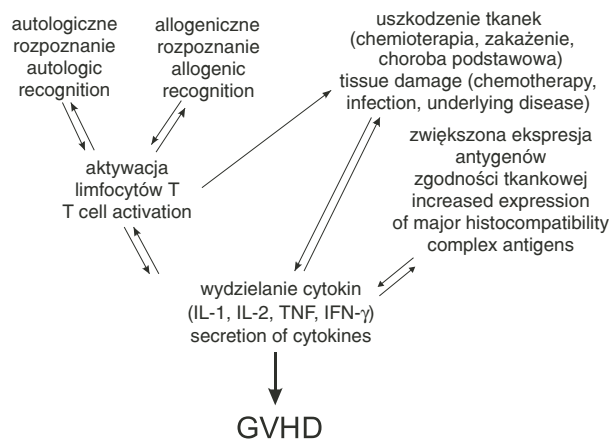 autologiczne
rozpoznanie
autologic
recognition
allogeniczne
rozpoznanie
allogenic
recognition
uszkodzenie tkanek
(chemioterapia, zakażenie,
choroba podstawowa)
tissue damage (chemotherapy,
infection, underlying disease)
zwiększona ekspresja
antygenów
zgodności tkankowej
increased expression
of major histocompatibility
complex antigens
aktywacja
limfocytów T
T cell activation
wydzielanie cytokin
(IL-1, IL-2, TNF, IFN-γ)
secretion of cytokines
GVHD